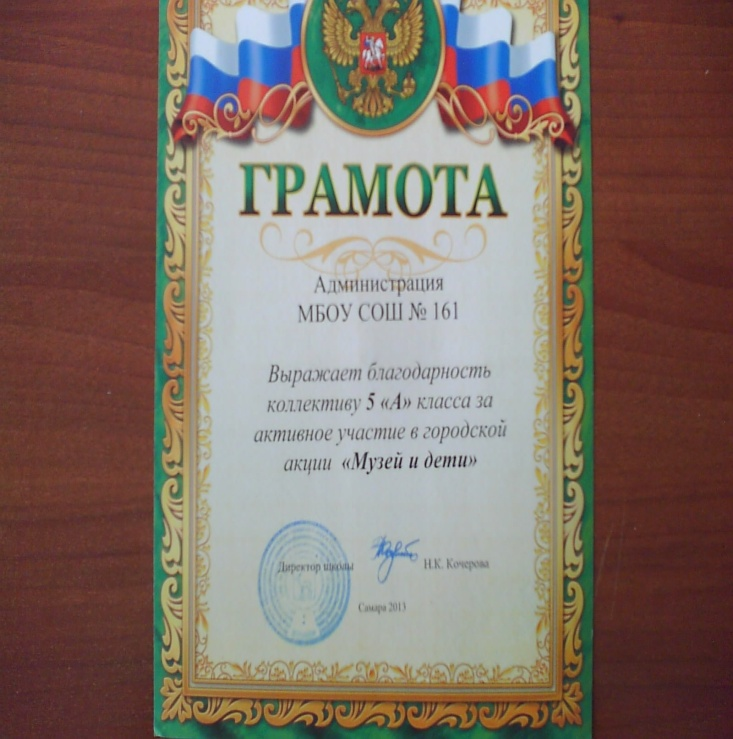 ГРАМОТА
Администрация
МБОУ СОШ № 161
Выражает благодарность
коллективу 5 «А» класса за
активное участие в городской
акции «Музей и дети»
Директор школы Н.К. Кочерова
Самара 2013